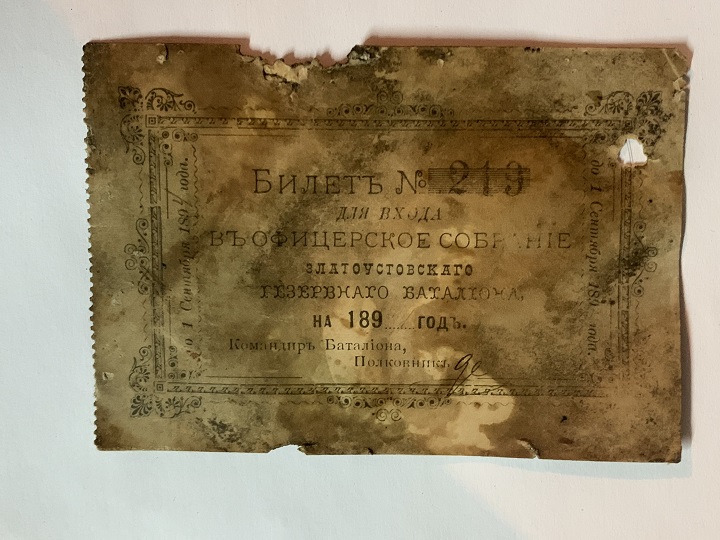 БИЛЕТЪ № 219
ДЛЯ ВХОДА
ВЪ ОФИЦЕРСКОЕ СОБРАНІЕ
ЗЛАТОУСТОВСКАГО
РЕЗЕРВНАГО БАТАЛІОНА,
НА 189...... ГОДЪ.
Командиръ Баталіона,
Полковникъ
до 1 Сентября 189 года.
до 1 Сентября 189 года.